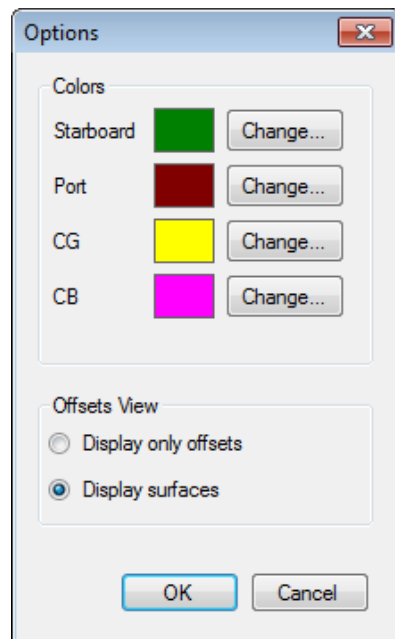 Options
Colors
Starboard Change...
Port Change...
CG Change...
CB Change...
Offsets View
Display only offsets
Display surfaces
OK Cancel